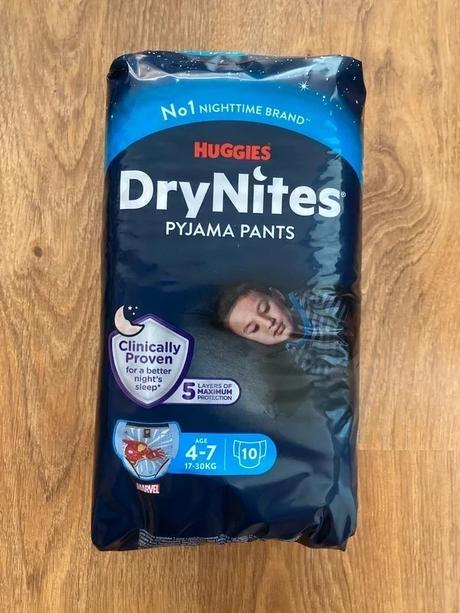 No1 NIGHTTIME BRAND
HUGGIES
DryNites®
PYJAMA PANTS
Clinically
Proven
for a better
night's
sleep*
5 LAYERS OF
MAXIMUM
PROTECTION
AGE
4-7
17-30KG
10
MARVEL